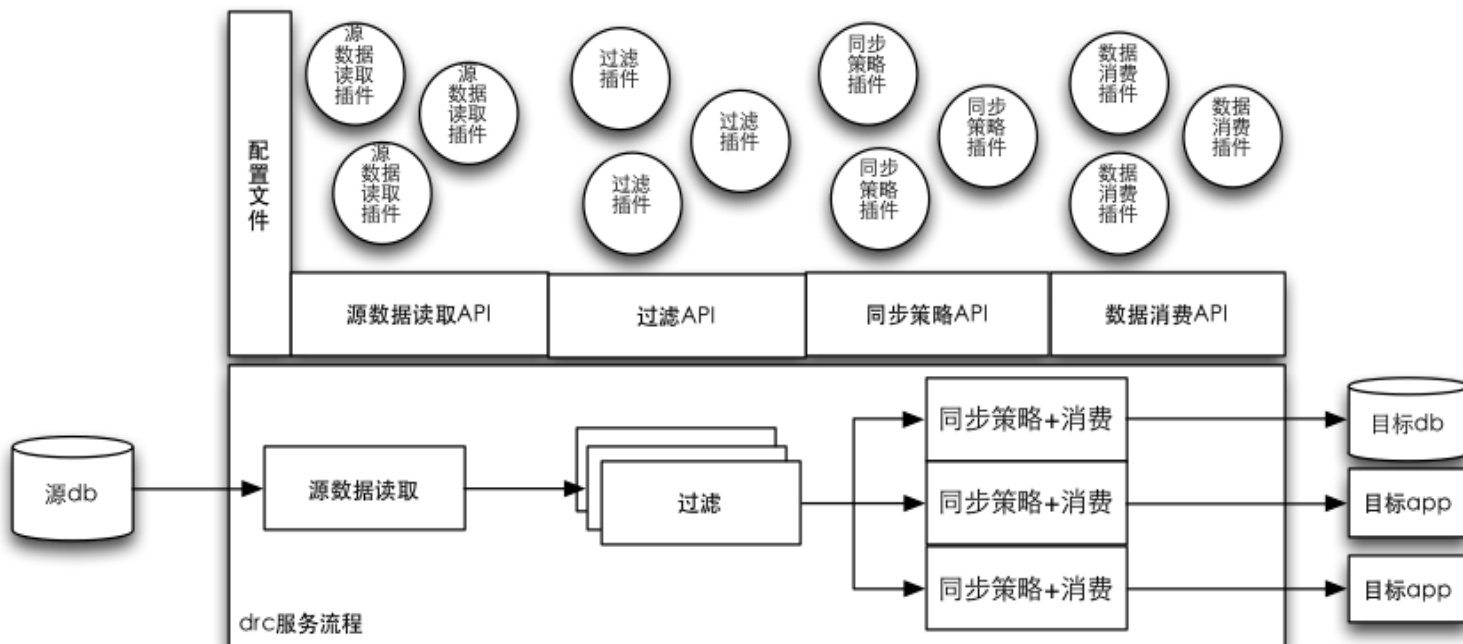 源
数据
读取
插件
源
数据
读取
插件
源
数据
读取
插件
过滤
插件
过滤
插件
过滤
插件
同步
策略
插件
同步
策略
插件
同步
策略
插件
数据
消费
插件
数据
消费
插件
数据
消费
插件
配
置
文
件
源数据读取API
过滤API
同步策略API
数据消费API
源db
源数据读取
过滤
同步策略+消费
同步策略+消费
同步策略+消费
目标db
目标app
目标app
drc服务流程